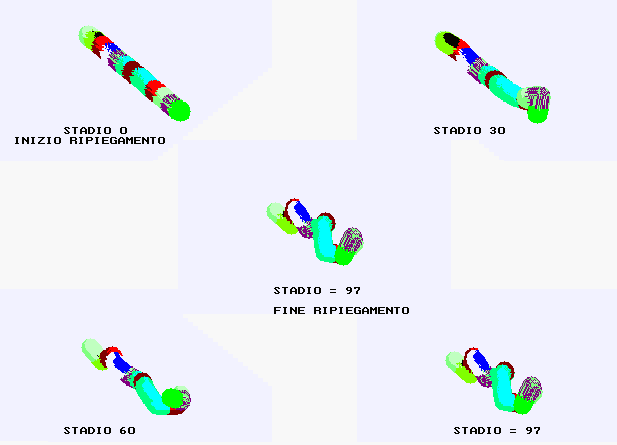 STADIO 0
INIZIO RIPIEGAMENTO
STADIO 30
STADIO = 97
FINE RIPIEGAMENTO
STADIO 60
STADIO = 97